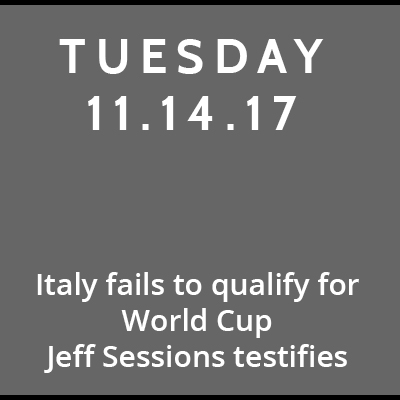 TUESDAY
11.14.17
Italy fails to qualify for
World Cup
Jeff Sessions testifies